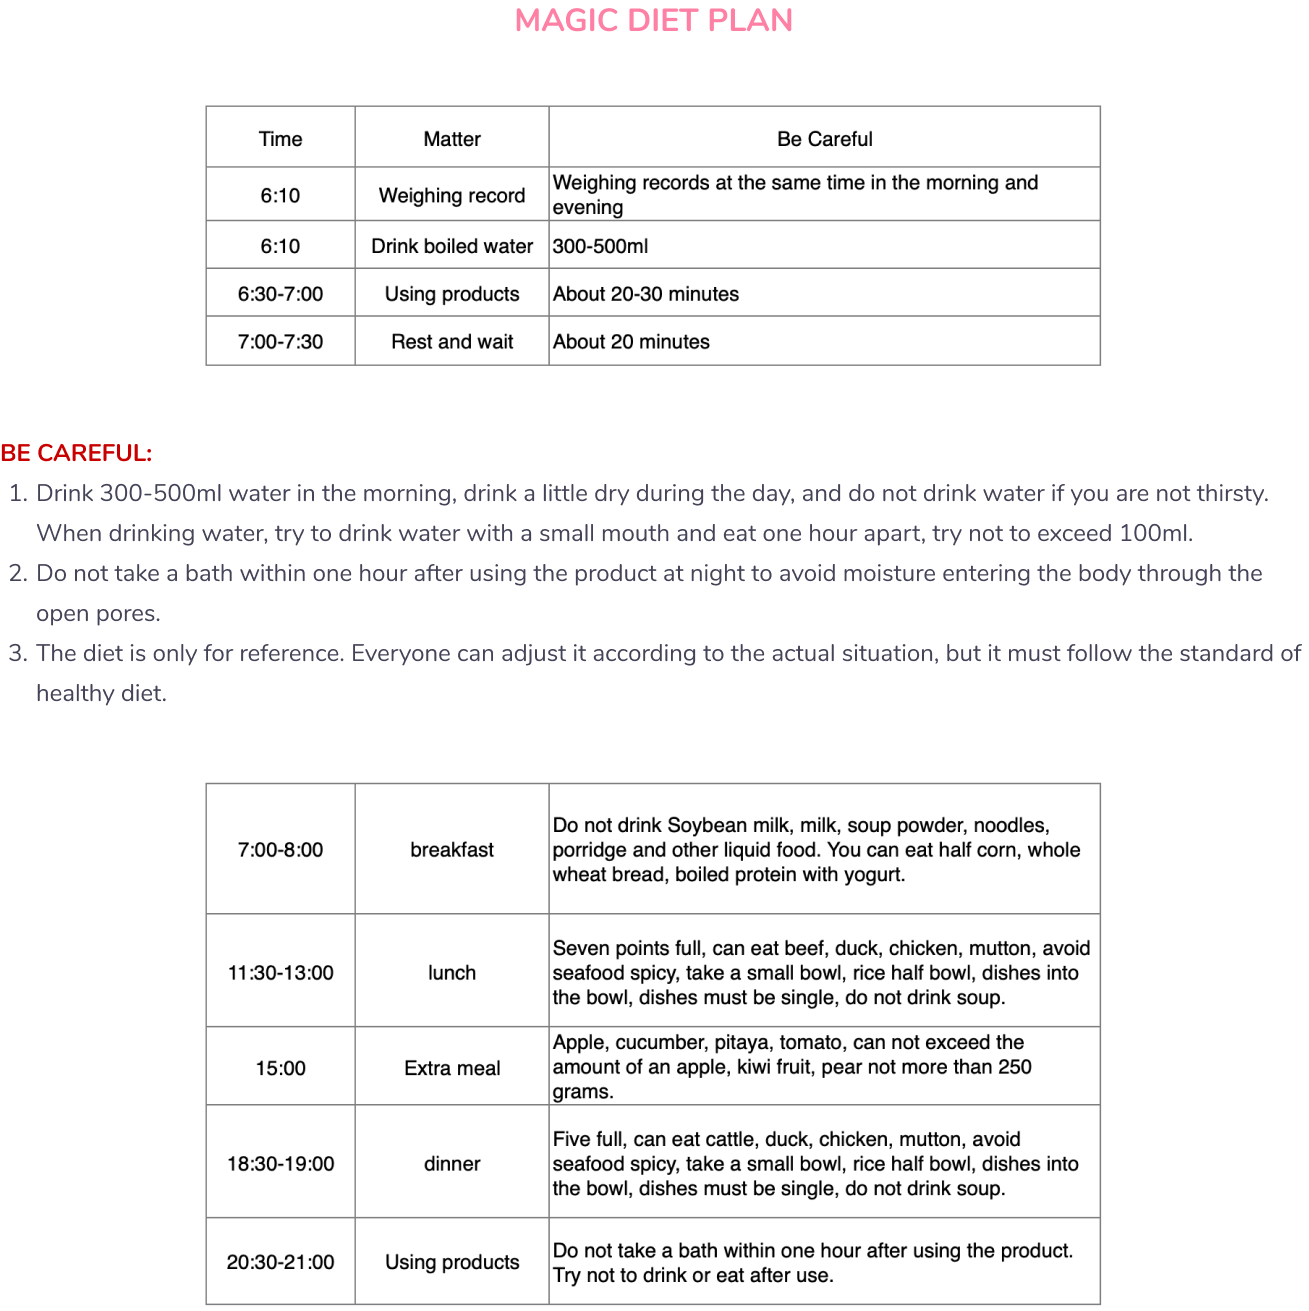 MAGIC DIET PLAN
Time Matter Be Careful
6:10 Weighing record Weighing records at the same time in the morning and
evening
6:10 Drink boiled water 300-500ml
6:30-7:00 Using products About 20-30 minutes
7:00-7:30 Rest and wait About 20 minutes
BE CAREFUL:
1. Drink 300-500ml water in the morning, drink a little dry during the day, and do not drink water if you are not thirsty.
When drinking water, try to drink water with a small mouth and eat one hour apart, try not to exceed 100ml.
2. Do not take a bath within one hour after using the product at night to avoid moisture entering the body through the
open pores.
3. The diet is only for reference. Everyone can adjust it according to the actual situation, but it must follow the standard of
healthy diet.
7:00-8:00 breakfast Do not drink Soybean milk, milk, soup powder, noodles,
porridge and other liquid food. You can eat half corn, whole
wheat bread, boiled protein with yogurt.
11:30-13:00 lunch Seven points full, can eat beef, duck, chicken, mutton, avoid
seafood spicy, take a small bowl, rice half bowl, dishes into
the bowl, dishes must be single, do not drink soup.
15:00 Extra meal Apple, cucumber, pitaya, tomato, can not exceed the
amount of an apple, kiwi fruit, pear not more than 250
grams.
18:30-19:00 dinner Five full, can eat cattle, duck, chicken, mutton, avoid
seafood spicy, take a small bowl, rice half bowl, dishes into
the bowl, dishes must be single, do not drink soup.
20:30-21:00 Using products Do not take a bath within one hour after using the product.
Try not to drink or eat after use.